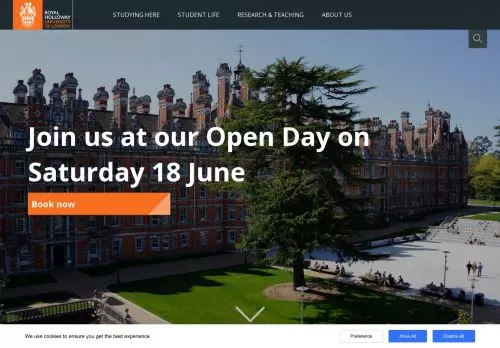 ROYAL
HOLLOWAY
UNIVERSITY
OF LONDON
STUDYING HERE
STUDENT LIFE
RESEARCH & TEACHING
ABOUT US
Join us at our Open Day on
Saturday 18 June
Book now
We use cookies to ensure you get the best experience.
Preference
Allow All
Disable All